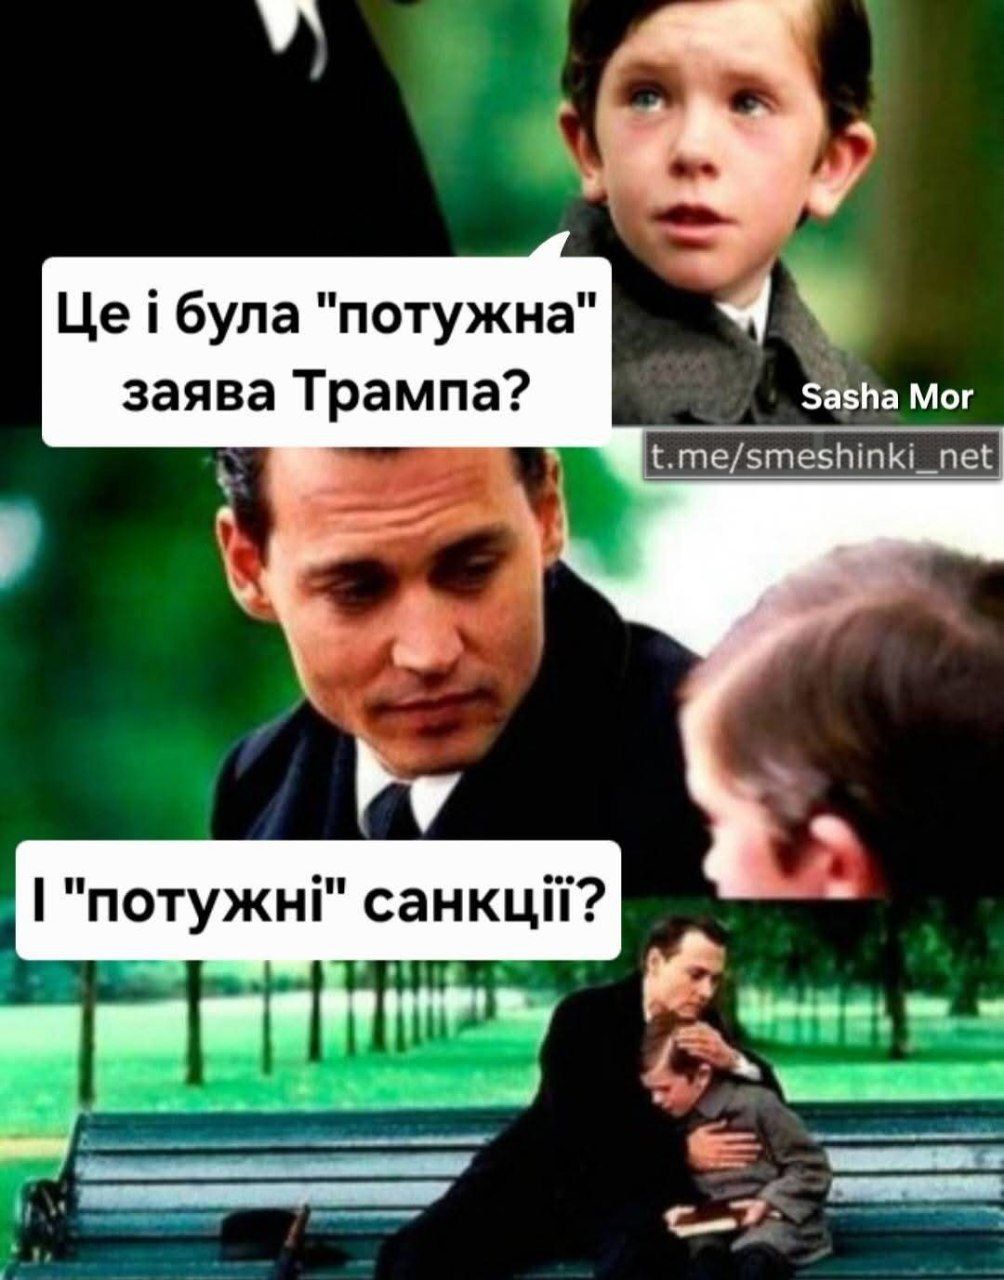 Це і була "потужна"
заява Трампа?
Sasha Mor
t.me/smeshinki_net
І "потужні" санкції?